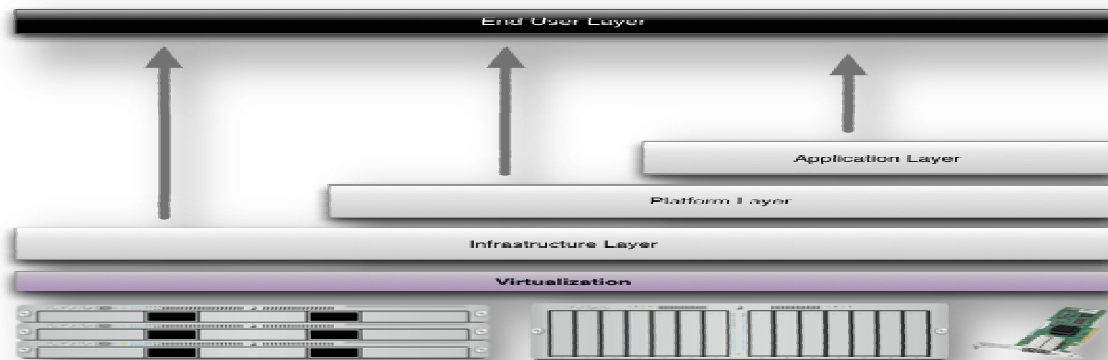 End User Layer
Application Layer
Platform Layer
Infrastructure Layer
Virtualization